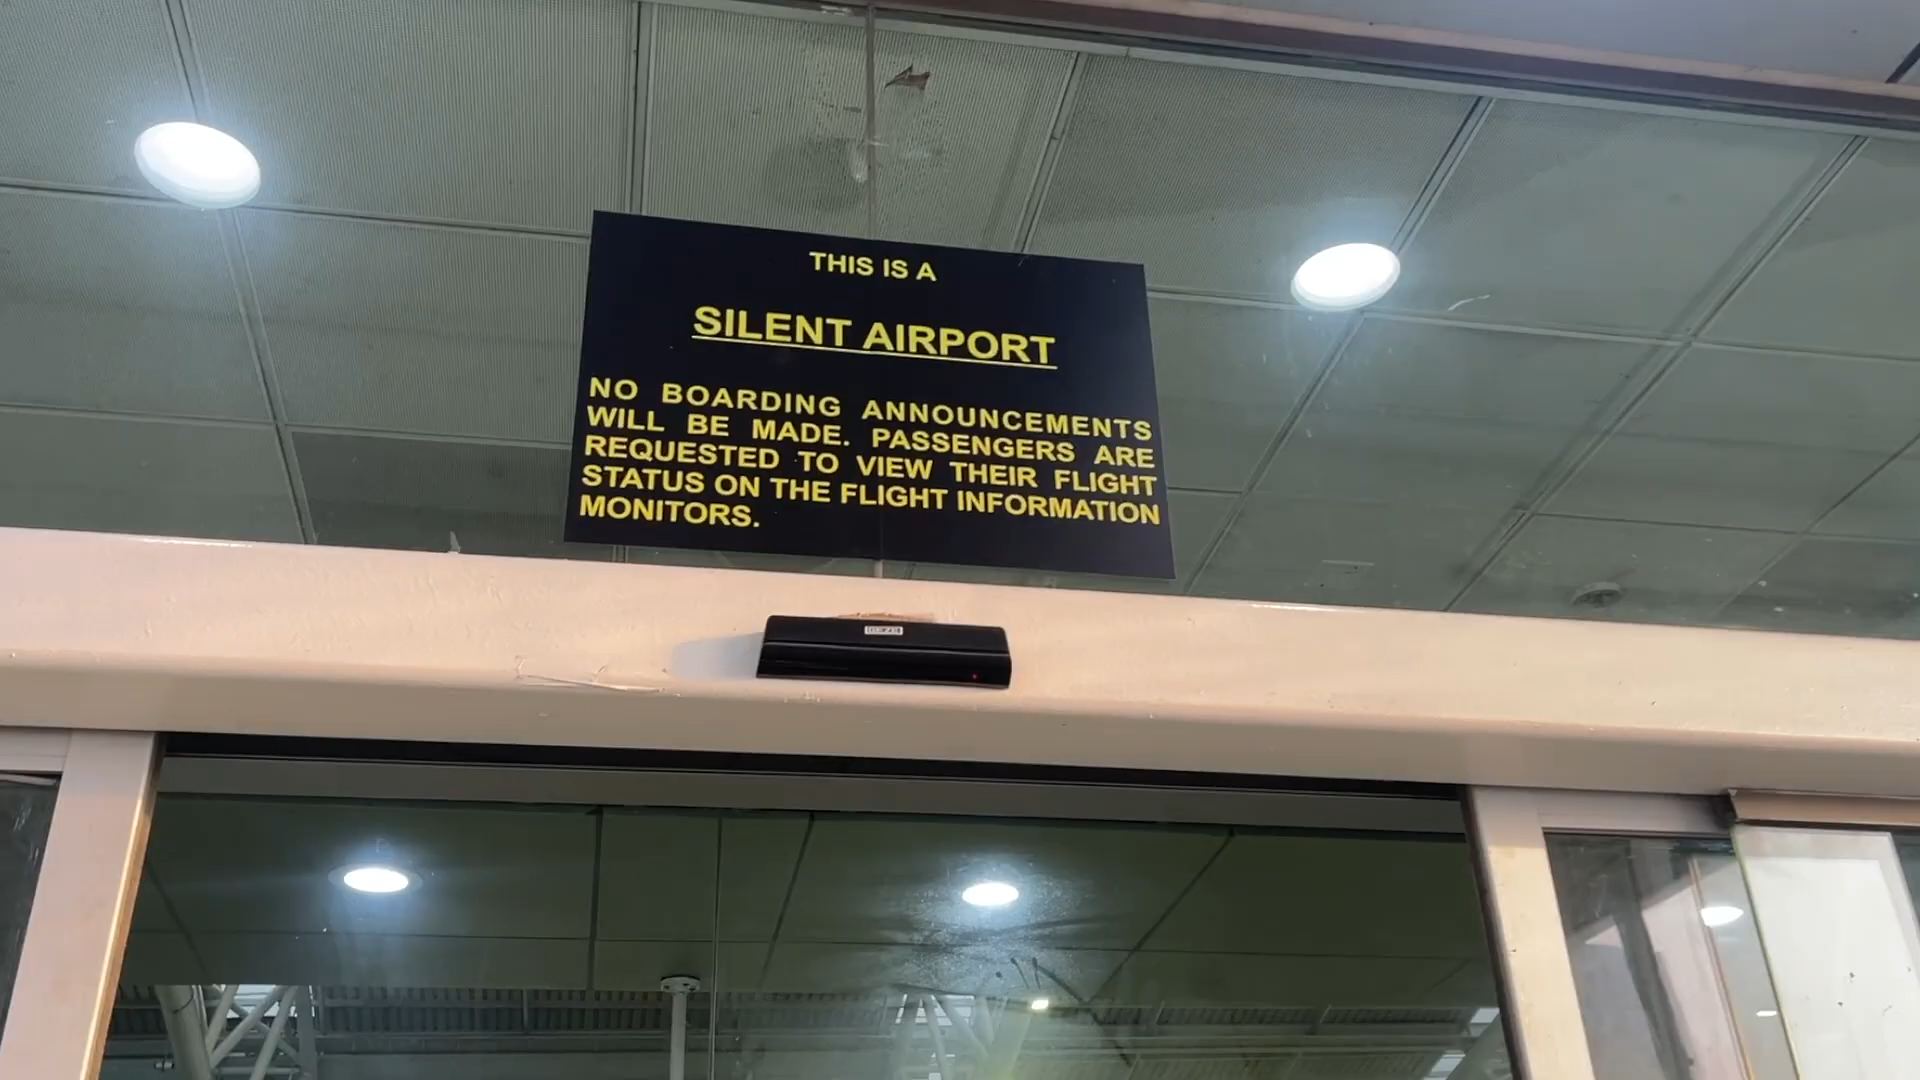 THIS IS A
SILENT AIRPORT
NO BOARDING ANNOUNCEMENTS
WILL BE MADE. PASSENGERS ARE
REQUESTED TO VIEW THEIR FLIGHT
STATUS ON THE FLIGHT INFORMATION
MONITORS.
GEZE